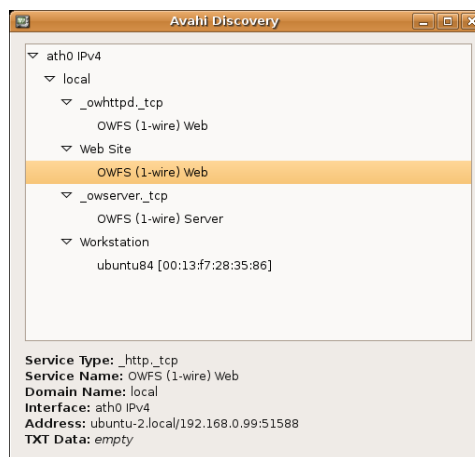 Avahi Discovery
ath0 IPv4
local
_owhttpd._tcp
OWFS (1-wire) Web
Web Site
OWFS (1-wire) Web
_owserver._tcp
OWFS (1-wire) Server
Workstation
ubuntu84 [00:13:f7:28:35:86]
Service Type: _http._tcp
Service Name: OWFS (1-wire) Web
Domain Name: local
Interface: ath0 IPv4
Address: ubuntu-2.local/192.168.0.99:51588
TXT Data: empty